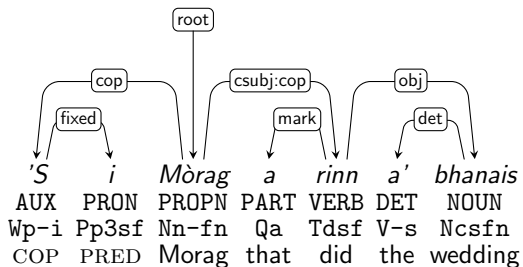 root
cop csubj:cop obj
fixed mark det
'S i Mòrag a rinn a' bhanais
AUX PRON PROPN PART VERB DET NOUN
Wp-i Pp3sf Nn-fn Qa Tdsf V-s Ncsfn
COP PRED Morag that did the wedding